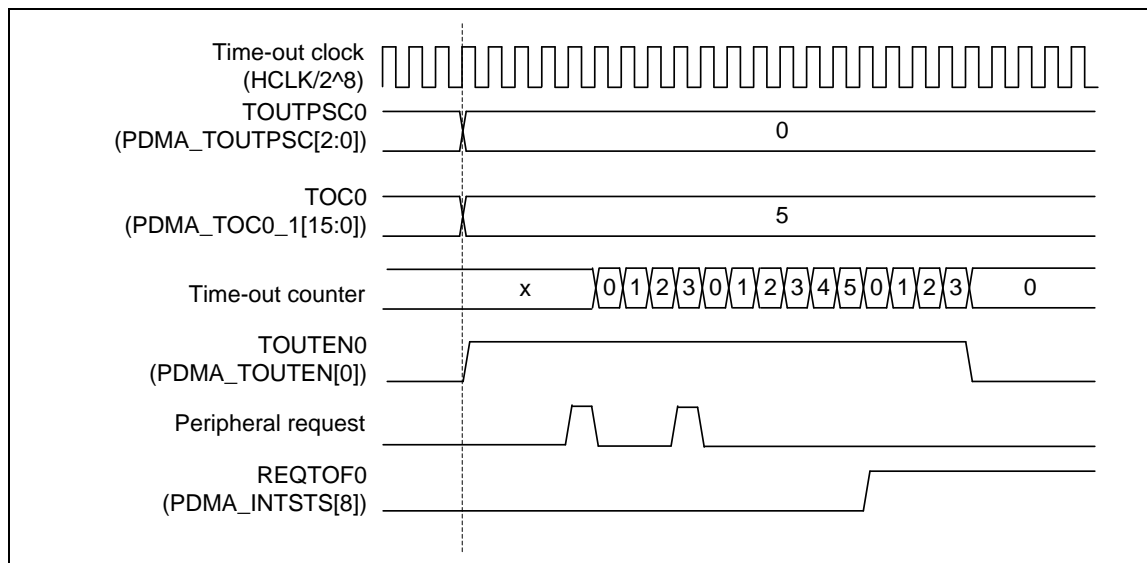 Time-out clock
(HCLK/2^8)
TOUTPSC0
(PDMA_TOUTPSC[2:0])
0
TOC0
(PDMA_TOC0_1[15:0])
5
Time-out counter
x 0 1 2 3 0 1 2 3 4 5 0 1 2 3 0
TOUTEN0
(PDMA_TOUTEN[0])
Peripheral request
REQTOF0
(PDMA_INTSTS[8])